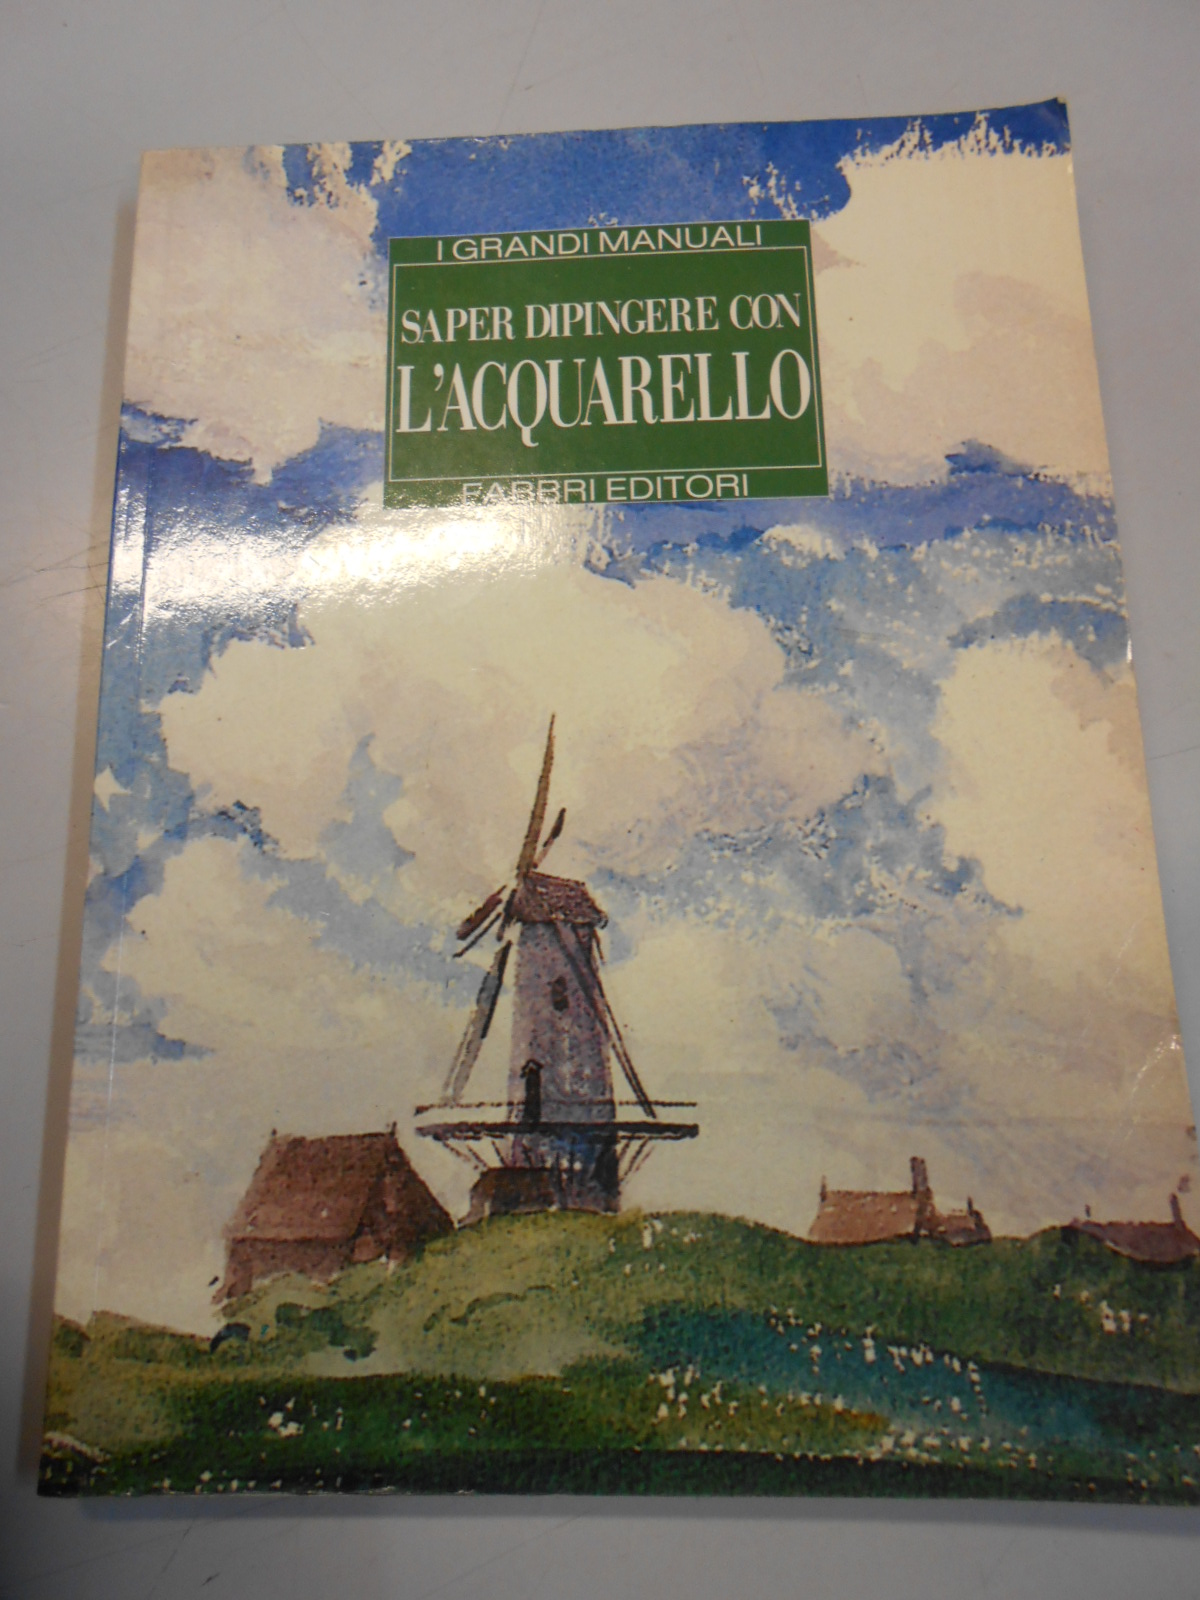 I GRANDI MANUALI
SAPER DIPINGERE CON
L'ACQUARELLO
FABBRI EDITORI